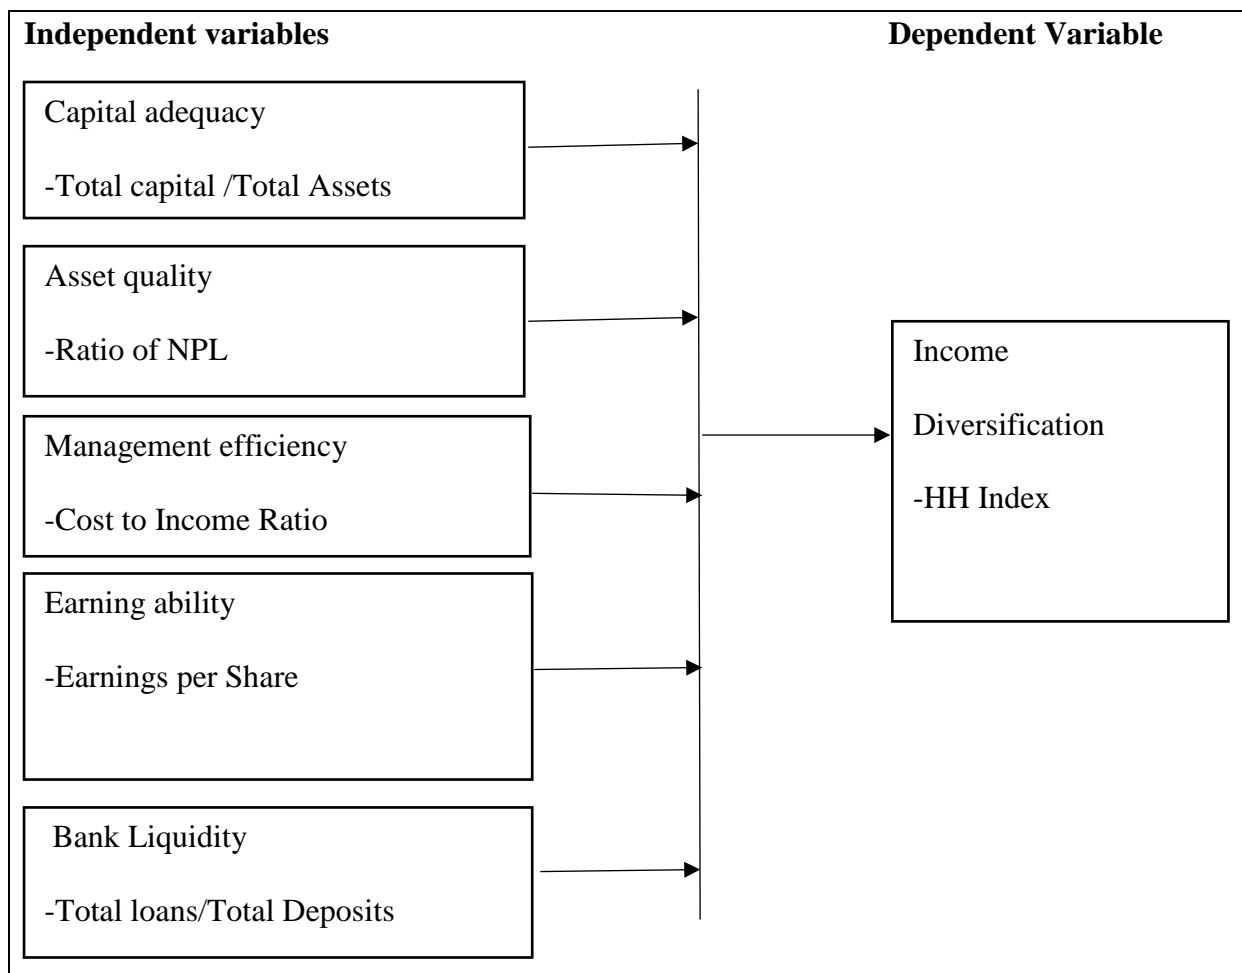 Independent variables
Dependent Variable
Capital adequacy
-Total capital /Total Assets
Asset quality
-Ratio of NPL
Management efficiency
-Cost to Income Ratio
Earning ability
-Earnings per Share
Bank Liquidity
-Total loans/Total Deposits
Income
Diversification
-HH Index